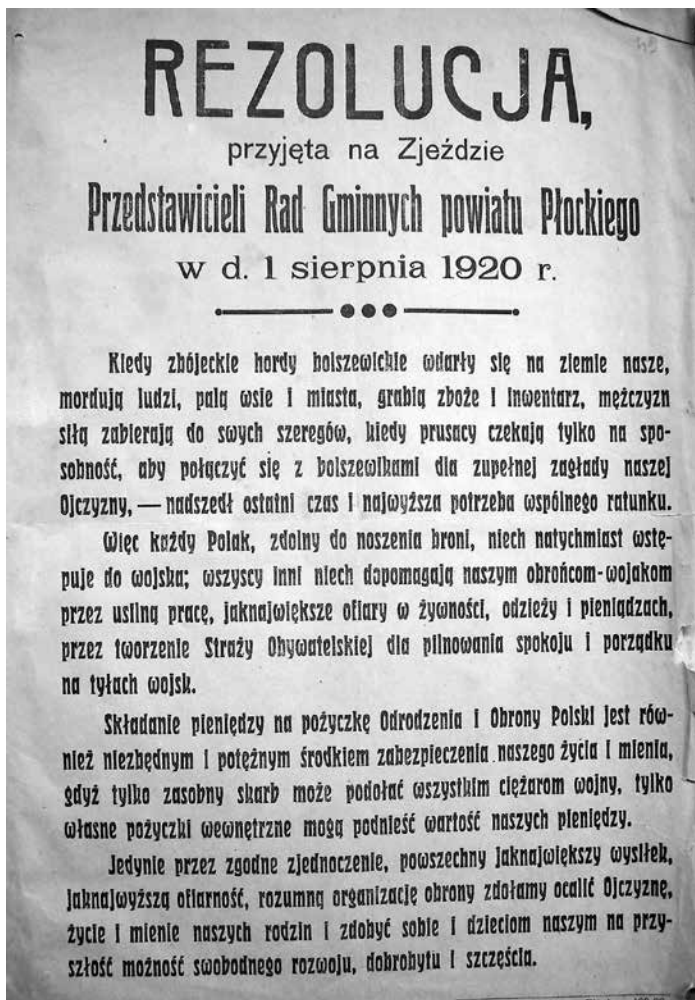 REZOLUCJA,
przyjęta na Zjeździe
Przedstawicieli Rad Gminnych powiatu Płockiego
w d. 1 sierpnia 1920 r.
Kiedy zbójeckie hordy bolszewickie wdarły się na ziemie nasze,
mordują ludzi, palą wsie i miasta, grabią zboże i inwentarz, mężczyzn
siłą zabierają do swych szeregów, kiedy prusacy czekają tylko na spo-
sobność, aby połączyć się z bolszewikami dla zupełnej zagłady naszej
Ojczyzny, — nadszedł ostatni czas i najwyższa potrzeba wspólnego ratunku.
Więc każdy Polak, zdolny do noszenia broni, niech natychmiast wstę-
puje do wojska; wszyscy inni niech dopomagają naszym obrońcom-wojakom
przez usilną pracę, jaknajwiększe ofiary w żywności, odzieży i pieniądzach,
przez tworzenie Straży Obywatelskiej dla pilnowania spokoju i porządku
na tyłach wojsk.
Składanie pieniędzy na pożyczkę Odrodzenia i Obrony Polski jest rów-
nież niezbędnym i potężnym środkiem zabezpieczenia naszego życia i mienia,
gdyż tylko zasobny skarb może podołać wszystkim ciężarom wojny, tylko
własne pożyczki wewnętrzne mogą podnieść wartość naszych pieniędzy.
Jedynie przez zgodne zjednoczenie, powszechny jaknajwiększy wysiłek,
jaknajwyższą ofiarność, rozumną organizację obrony zdołamy ocalić Ojczyznę,
życie i mienie naszych rodzin i zdobyć sobie i dzieciom naszym na przy-
szłość możność swobodnego rozwoju, dobrobytu i szczęścia.